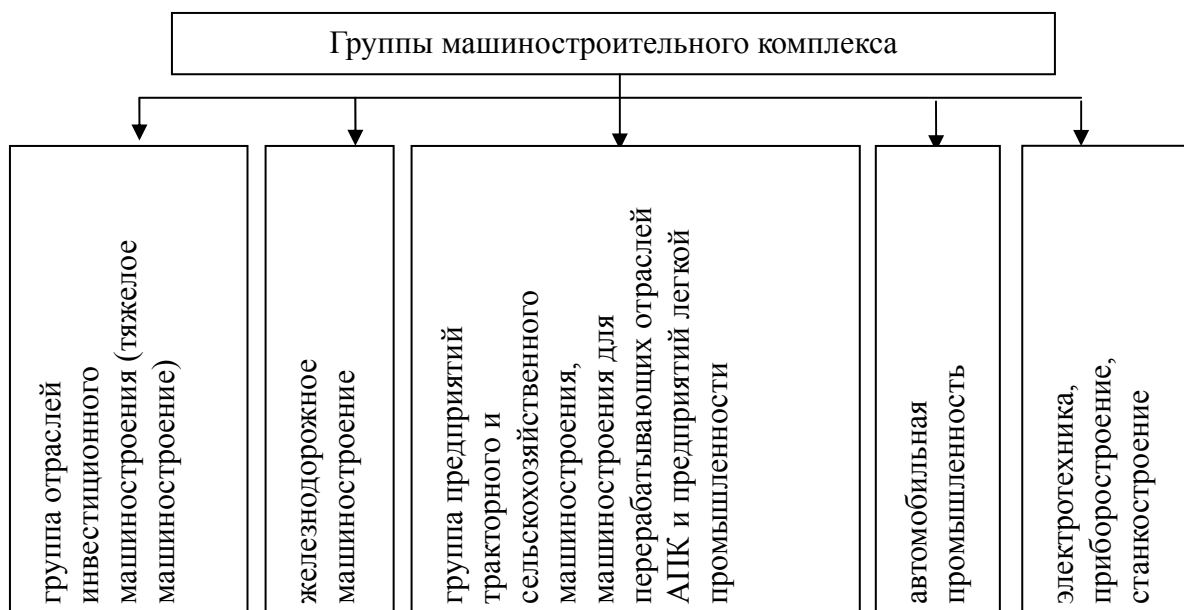 Группы машиностроительного комплекса
группа отраслей
инвестиционного
машиностроения (тяжелое
машиностроение)
железнодорожное
машиностроение
группа предприятий
тракторного и
сельскохозяйственного
машиностроения,
машиностроения для
перерабатывающих отраслей
АПК и предприятий легкой
промышленности
автомобильная
промышленность
электротехника,
приборостроение,
станкостроение